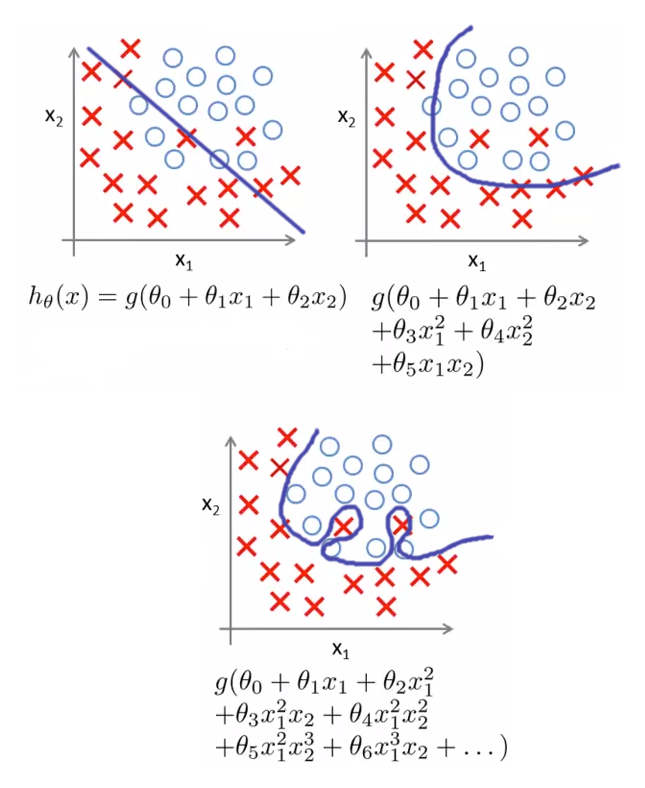 x₂
x₁
h_θ(x) = g(θ₀ + θ₁x₁ + θ₂x₂)
x₂
x₁
g(θ₀ + θ₁x₁ + θ₂x₂
+θ₃x₁² + θ₄x₂²
+θ₅x₁x₂)
x₂
x₁
g(θ₀ + θ₁x₁ + θ₂x₁²
+θ₃x₁²x₂ + θ₄x₁²x₂²
+θ₅x₁²x₂³ + θ₆x₁³x₂ + ...)